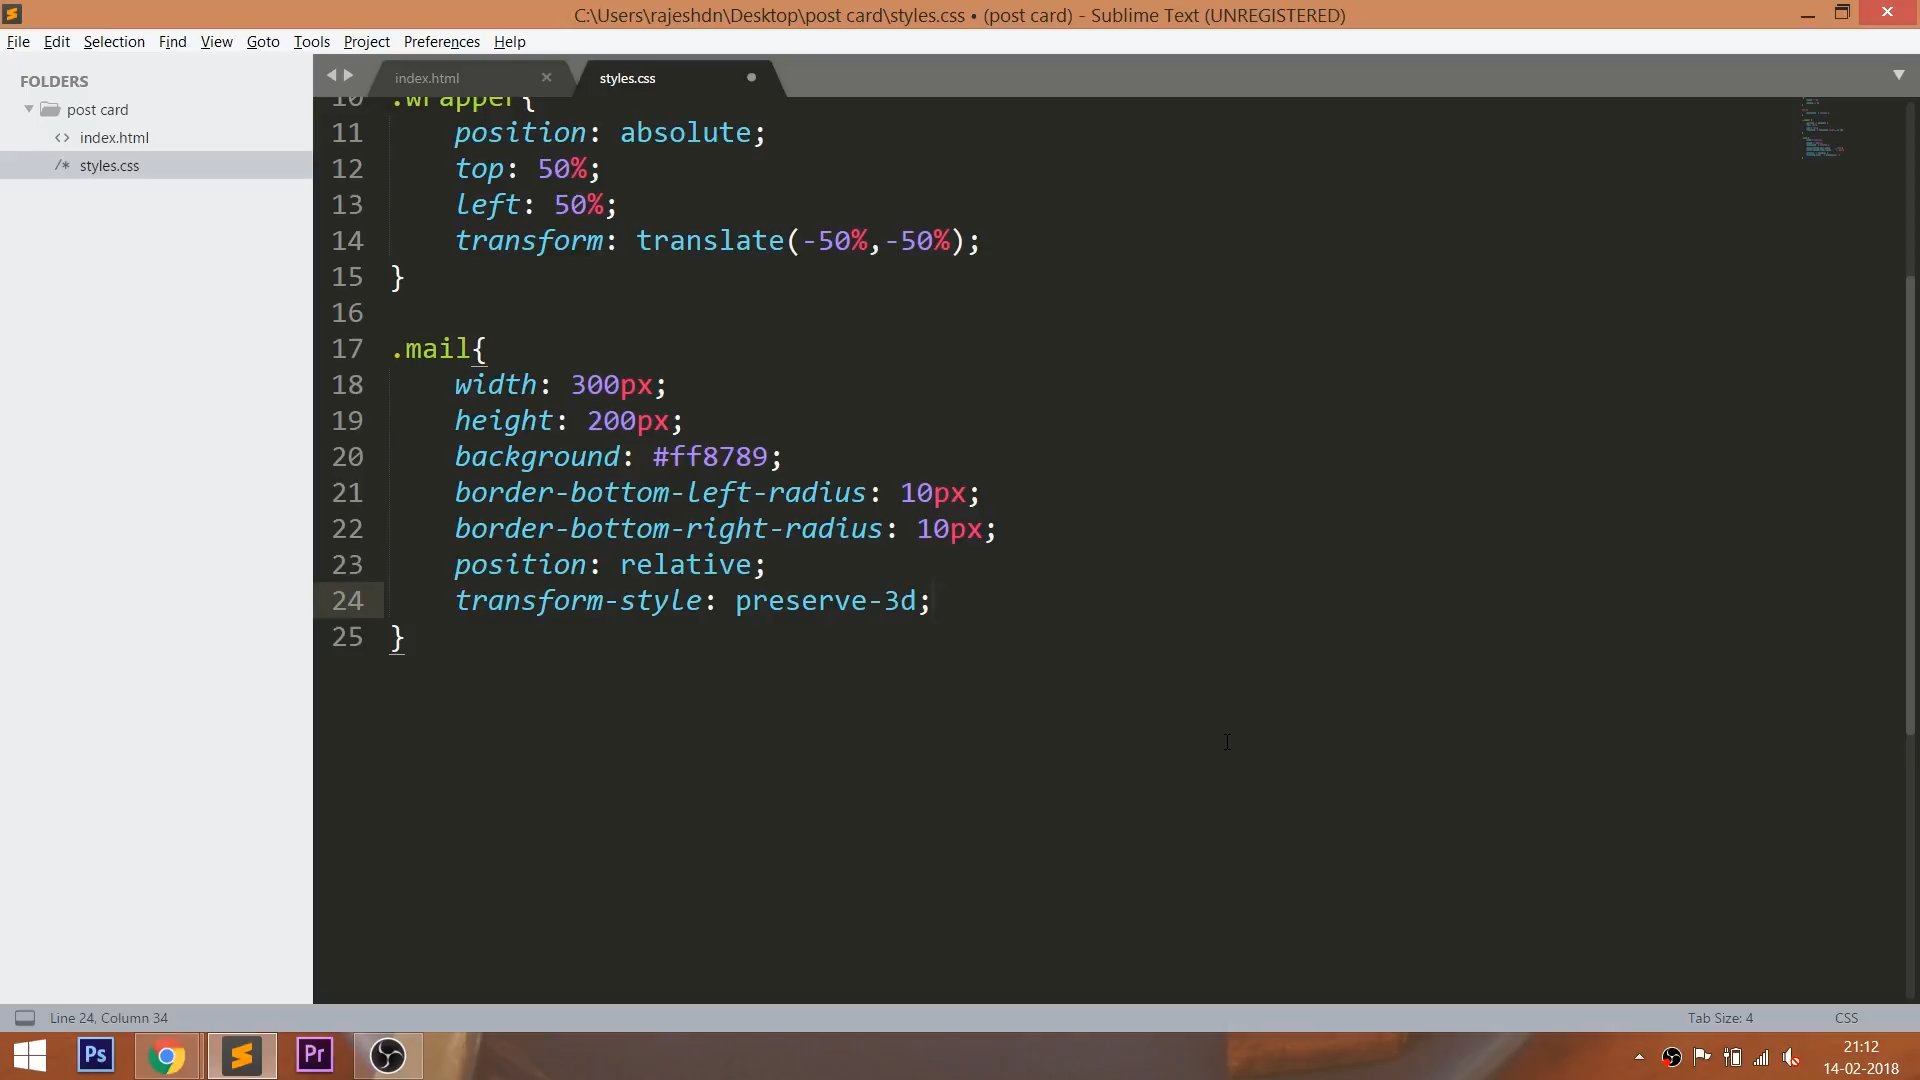 C:\Users\rajeshdn\Desktop\post card\styles.css • (post card) - Sublime Text (UNREGISTERED)
File Edit Selection Find View Goto Tools Project Preferences Help
FOLDERS
post card
<> index.html
/* styles.css
index.html × styles.css
10 .wrapper{
11 position: absolute;
12 top: 50%;
13 left: 50%;
14 transform: translate(-50%,-50%);
15 }
16
17 .mail{
18 width: 300px;
19 height: 200px;
20 background: #ff8789;
21 border-bottom-left-radius: 10px;
22 border-bottom-right-radius: 10px;
23 position: relative;
24 transform-style: preserve-3d;
25 }
Line 24, Column 34
Tab Size: 4
CSS
Ps
Pr
21:12
14-02-2018